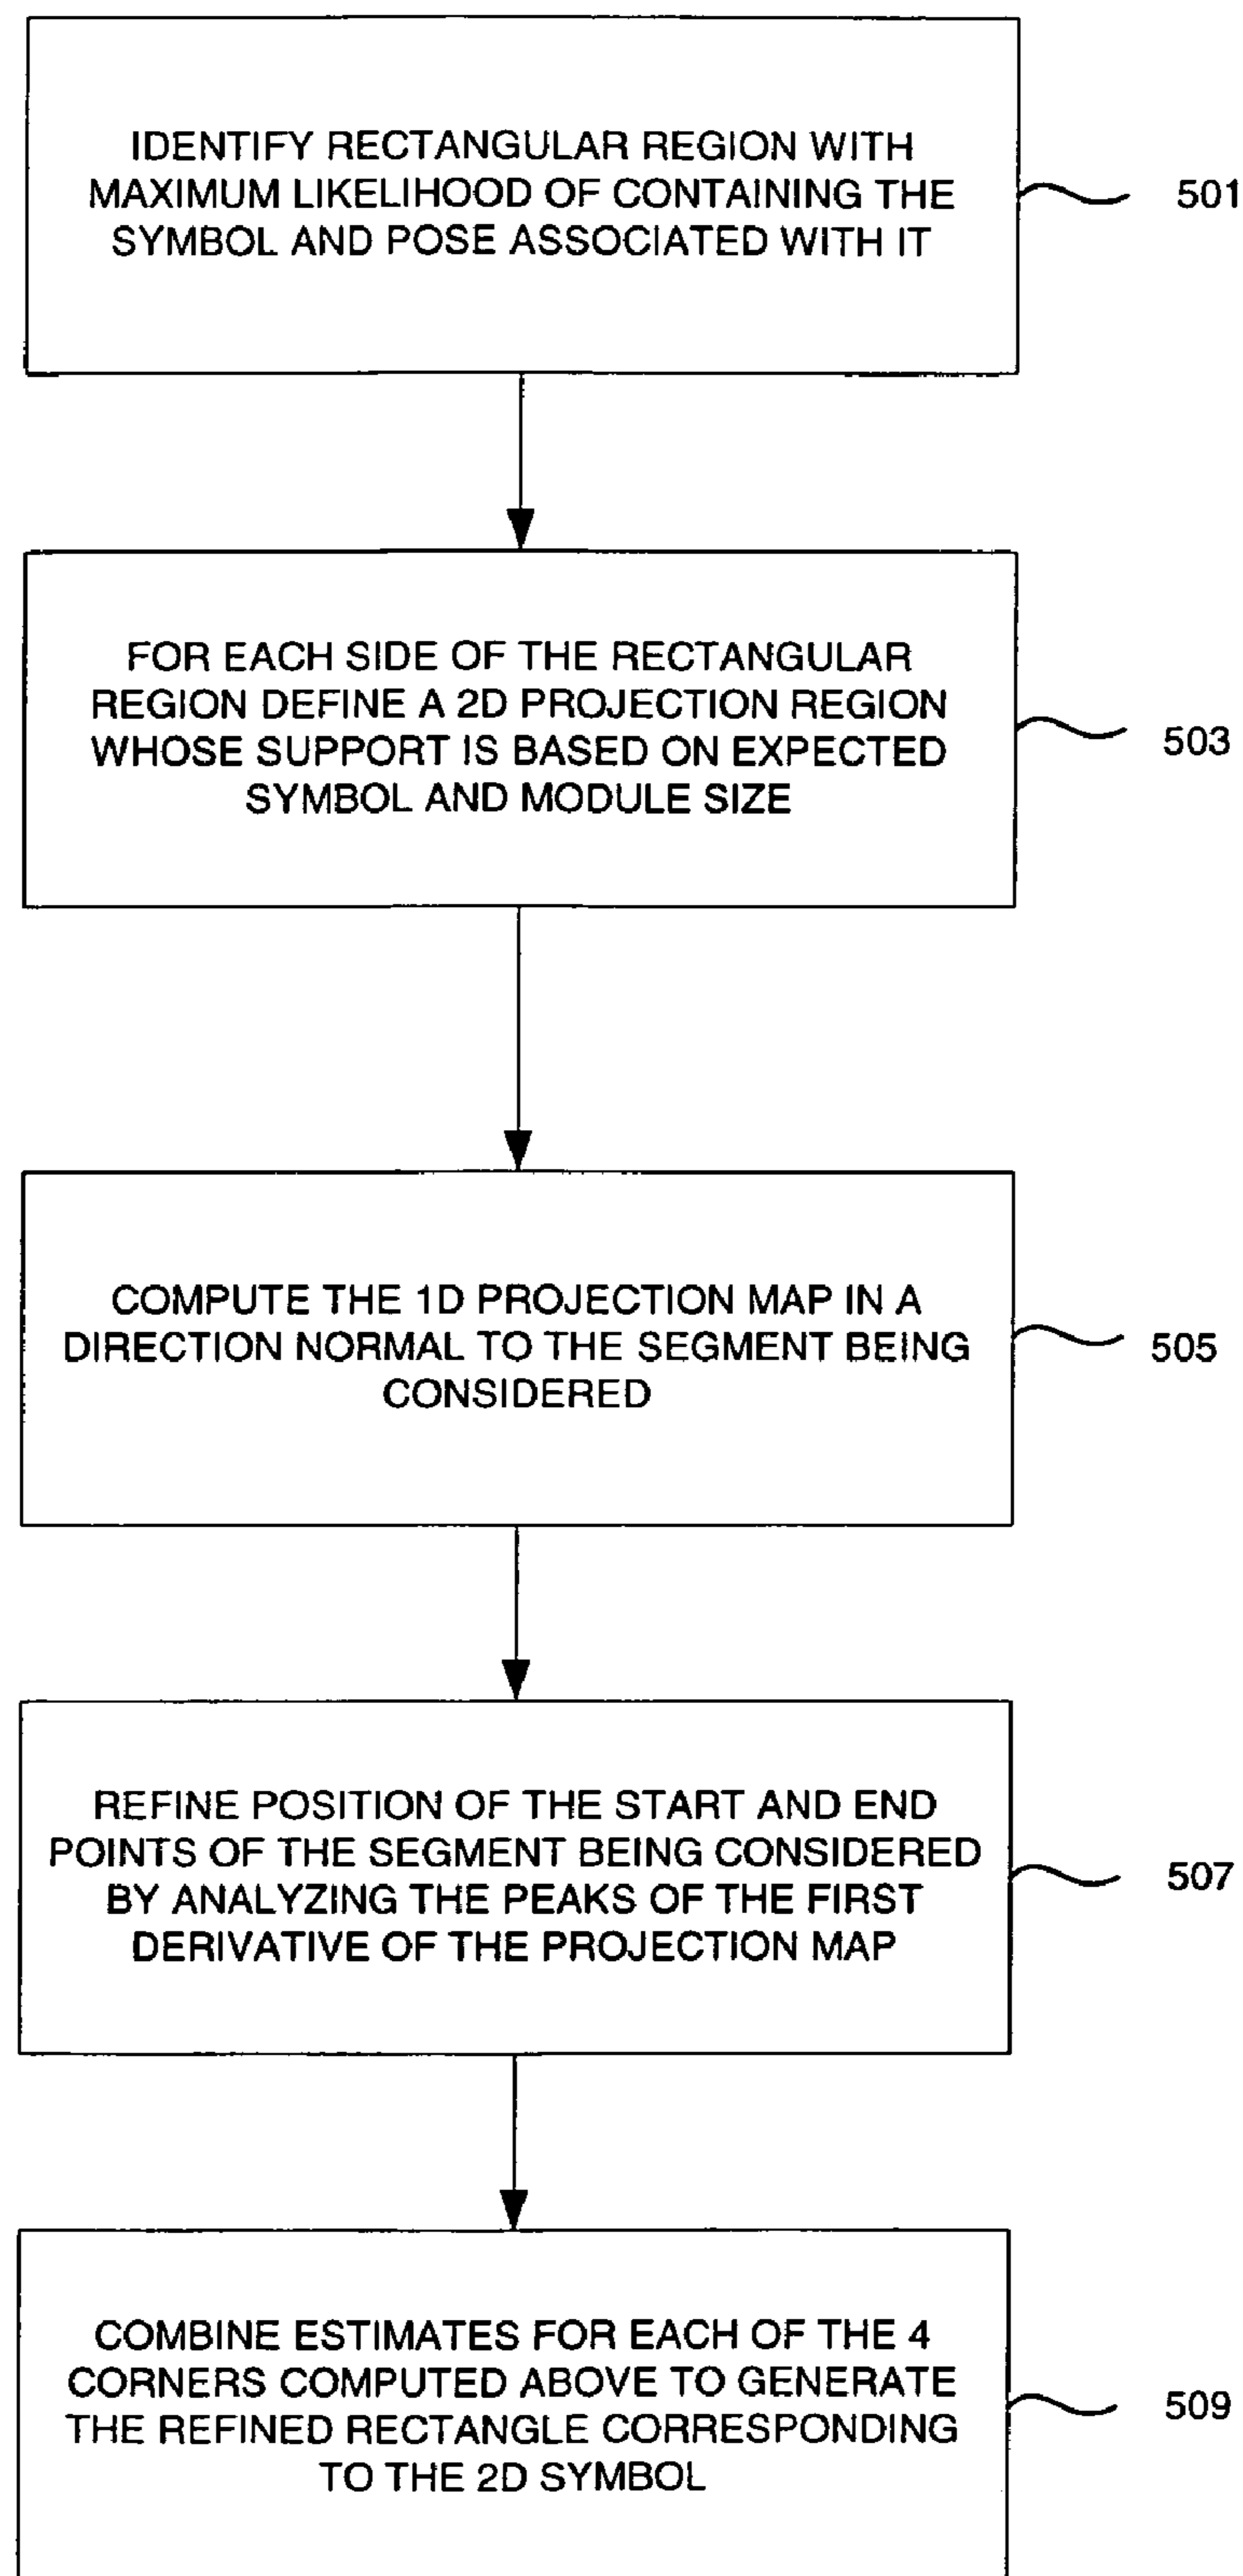 IDENTIFY RECTANGULAR REGION WITH
MAXIMUM LIKELIHOOD OF CONTAINING THE
SYMBOL AND POSE ASSOCIATED WITH IT
501
FOR EACH SIDE OF THE RECTANGULAR
REGION DEFINE A 2D PROJECTION REGION
WHOSE SUPPORT IS BASED ON EXPECTED
SYMBOL AND MODULE SIZE
503
COMPUTE THE 1D PROJECTION MAP IN A
DIRECTION NORMAL TO THE SEGMENT BEING
CONSIDERED
505
REFINE POSITION OF THE START AND END
POINTS OF THE SEGMENT BEING CONSIDERED
BY ANALYZING THE PEAKS OF THE FIRST
DERIVATIVE OF THE PROJECTION MAP
507
COMBINE ESTIMATES FOR EACH OF THE 4
CORNERS COMPUTED ABOVE TO GENERATE
THE REFINED RECTANGLE CORRESPONDING
TO THE 2D SYMBOL
509